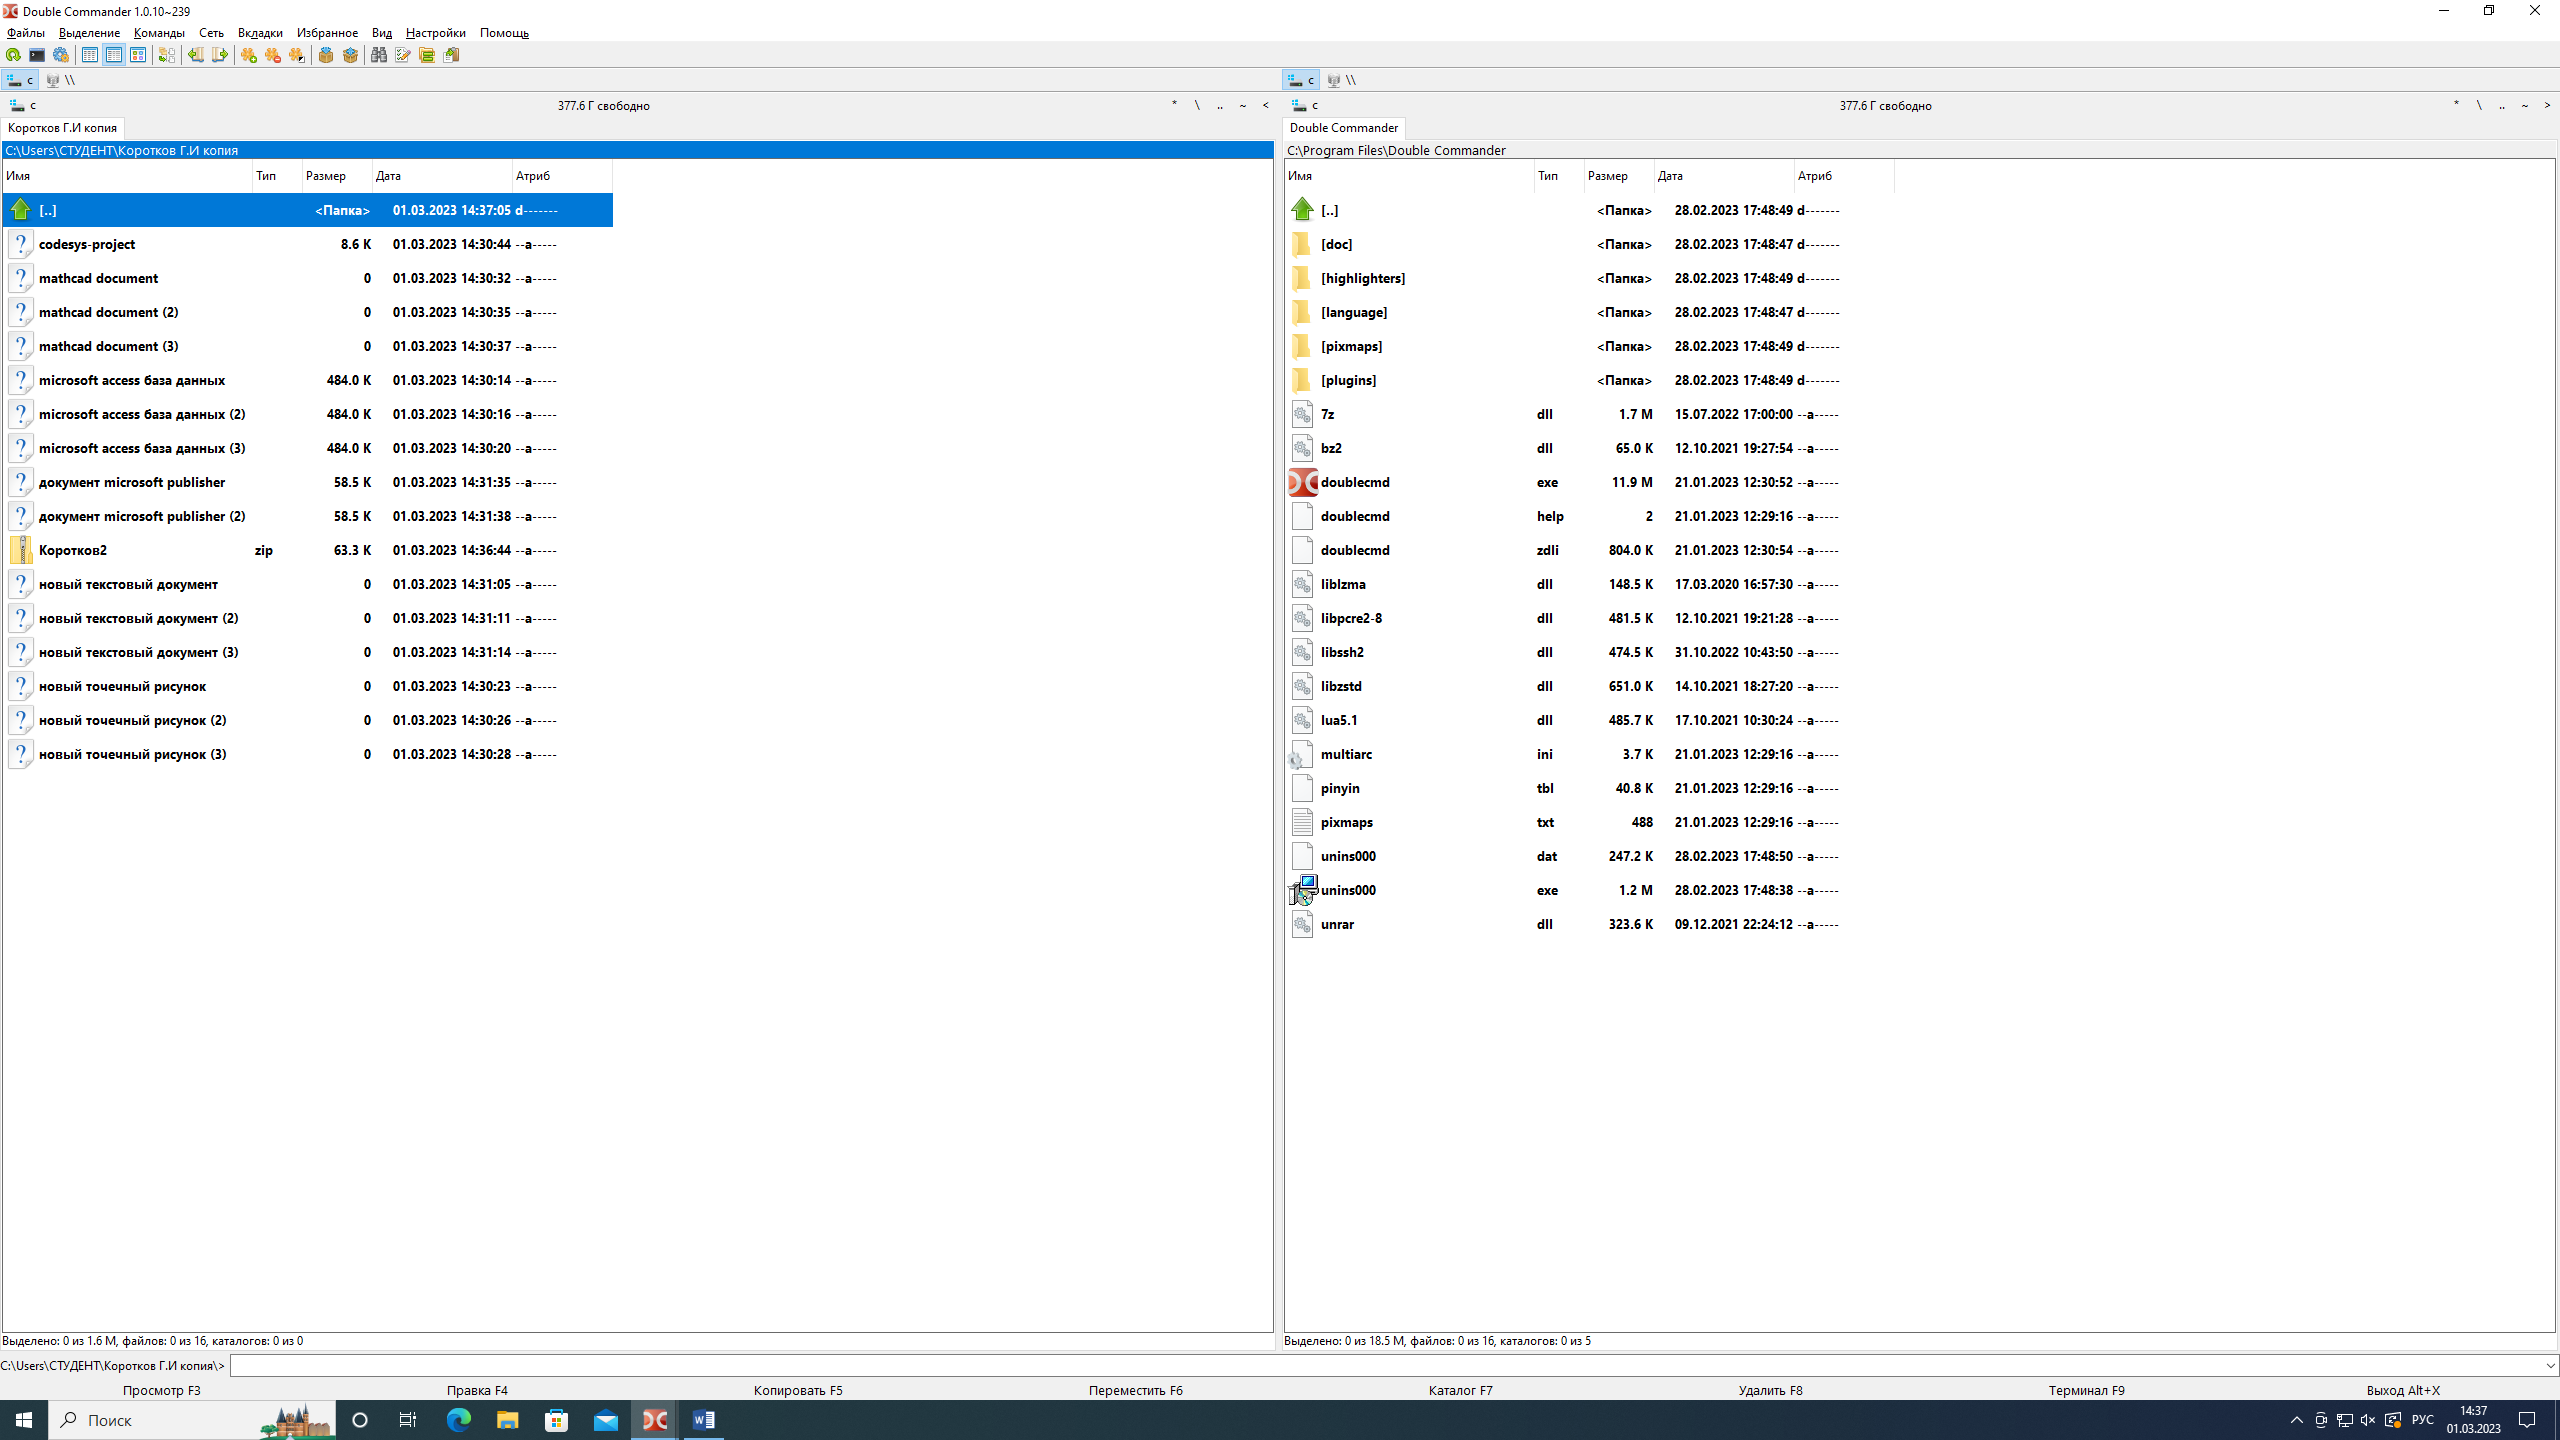 Double Commander 1.0.10~239
Файлы Выделение Команды Сеть Вкладки Избранное Вид Настройки Помощь
c \\
c 377.6 Г свободно * \ .. ~ <
Коротков Г.И копия
C:\Users\СТУДЕНТ\Коротков Г.И копия
Имя Тип Размер Дата Атриб
[..] <Папка> 01.03.2023 14:37:05 d-------
codesys-project 8.6 K 01.03.2023 14:30:44 --a-----
mathcad document 0 01.03.2023 14:30:32 --a-----
mathcad document (2) 0 01.03.2023 14:30:35 --a-----
mathcad document (3) 0 01.03.2023 14:30:37 --a-----
microsoft access база данных 484.0 K 01.03.2023 14:30:14 --a-----
microsoft access база данных (2) 484.0 K 01.03.2023 14:30:16 --a-----
microsoft access база данных (3) 484.0 K 01.03.2023 14:30:20 --a-----
документ microsoft publisher 58.5 K 01.03.2023 14:31:35 --a-----
документ microsoft publisher (2) 58.5 K 01.03.2023 14:31:38 --a-----
Коротков2 zip 63.3 K 01.03.2023 14:36:44 --a-----
новый текстовый документ 0 01.03.2023 14:31:05 --a-----
новый текстовый документ (2) 0 01.03.2023 14:31:11 --a-----
новый текстовый документ (3) 0 01.03.2023 14:31:14 --a-----
новый точечный рисунок 0 01.03.2023 14:30:23 --a-----
новый точечный рисунок (2) 0 01.03.2023 14:30:26 --a-----
новый точечный рисунок (3) 0 01.03.2023 14:30:28 --a-----
Выделено: 0 из 1.6 M, файлов: 0 из 16, каталогов: 0 из 0
c \\
c 377.6 Г свободно * \ .. ~ >
Double Commander
C:\Program Files\Double Commander
Имя Тип Размер Дата Атриб
[..] <Папка> 28.02.2023 17:48:49 d-------
[doc] <Папка> 28.02.2023 17:48:47 d-------
[highlighters] <Папка> 28.02.2023 17:48:49 d-------
[language] <Папка> 28.02.2023 17:48:47 d-------
[pixmaps] <Папка> 28.02.2023 17:48:49 d-------
[plugins] <Папка> 28.02.2023 17:48:49 d-------
7z dll 1.7 M 15.07.2022 17:00:00 --a-----
bz2 dll 65.0 K 12.10.2021 19:27:54 --a-----
doublecmd exe 11.9 M 21.01.2023 12:30:52 --a-----
doublecmd help 2 21.01.2023 12:29:16 --a-----
doublecmd zdli 804.0 K 21.01.2023 12:30:54 --a-----
liblzma dll 148.5 K 17.03.2020 16:57:30 --a-----
libpcre2-8 dll 481.5 K 12.10.2021 19:21:28 --a-----
libssh2 dll 474.5 K 31.10.2022 10:43:50 --a-----
libzstd dll 651.0 K 14.10.2021 18:27:20 --a-----
lua5.1 dll 485.7 K 17.10.2021 10:30:24 --a-----
multiarc ini 3.7 K 21.01.2023 12:29:16 --a-----
pinyin tbl 40.8 K 21.01.2023 12:29:16 --a-----
pixmaps txt 488 21.01.2023 12:29:16 --a-----
unins000 dat 247.2 K 28.02.2023 17:48:50 --a-----
unins000 exe 1.2 M 28.02.2023 17:48:38 --a-----
unrar dll 323.6 K 09.12.2021 22:24:12 --a-----
Выделено: 0 из 18.5 M, файлов: 0 из 16, каталогов: 0 из 5
C:\Users\СТУДЕНТ\Коротков Г.И копия\>
Просмотр F3 Правка F4 Копировать F5 Переместить F6 Каталог F7 Удалить F8 Терминал F9 Выход Alt+X
Поиск
РУС
14:37
01.03.2023